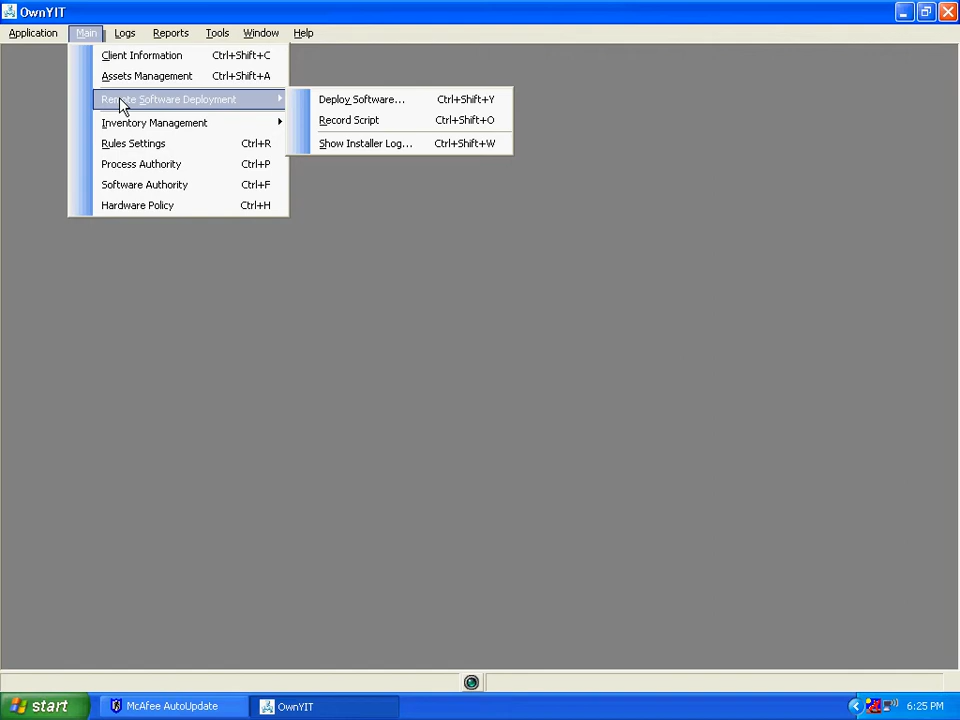 OwnYIT
Application Main Logs Reports Tools Window Help
Client Information Ctrl+Shift+C
Assets Management Ctrl+Shift+A
Remote Software Deployment
Deploy Software... Ctrl+Shift+Y
Record Script Ctrl+Shift+O
Show Installer Log... Ctrl+Shift+W
Inventory Management
Rules Settings Ctrl+R
Process Authority Ctrl+P
Software Authority Ctrl+F
Hardware Policy Ctrl+H
start McAfee AutoUpdate OwnYIT 6:25 PM